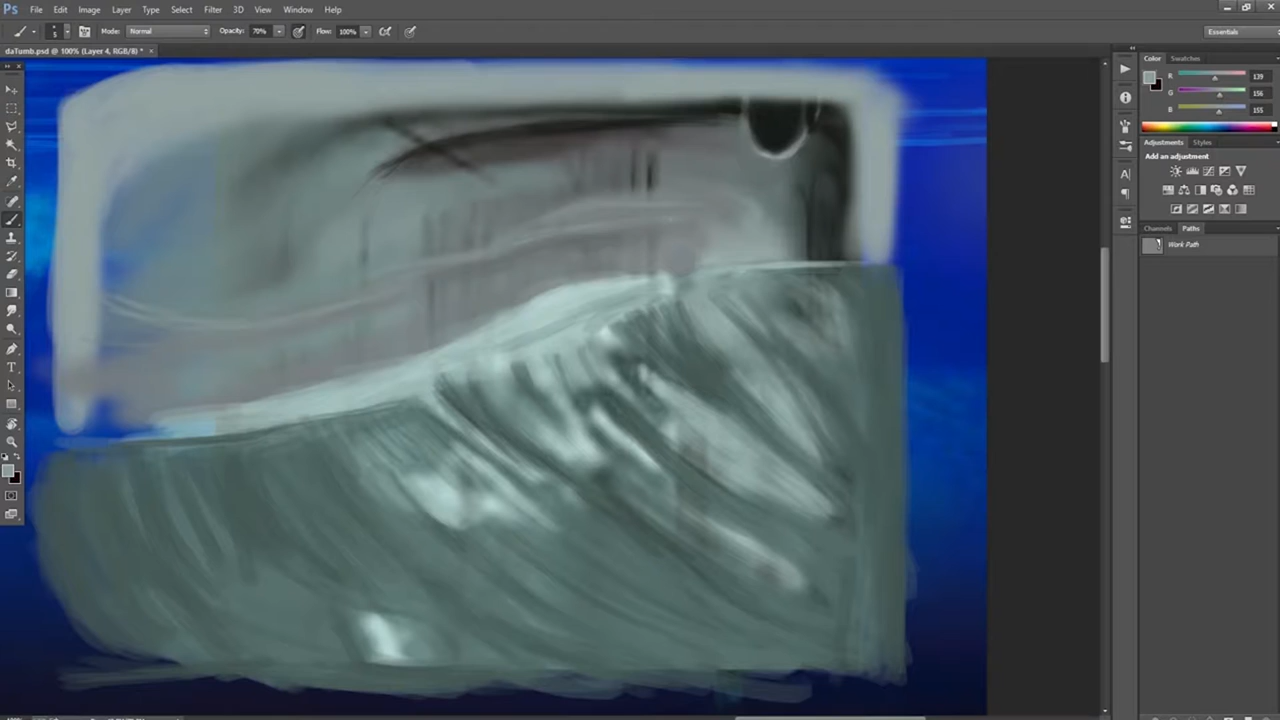 Ps File Edit Image Layer Type Select Filter 3D View Window Help
5 Mode: Normal Opacity: 70% Flow: 100% Essentials
daTumb.psd @ 100% (Layer 4, RGB/8) * ×
Color Swatches
R 139
G 156
B 155
Adjustments Styles
Add an adjustment
Channels Paths
Work Path